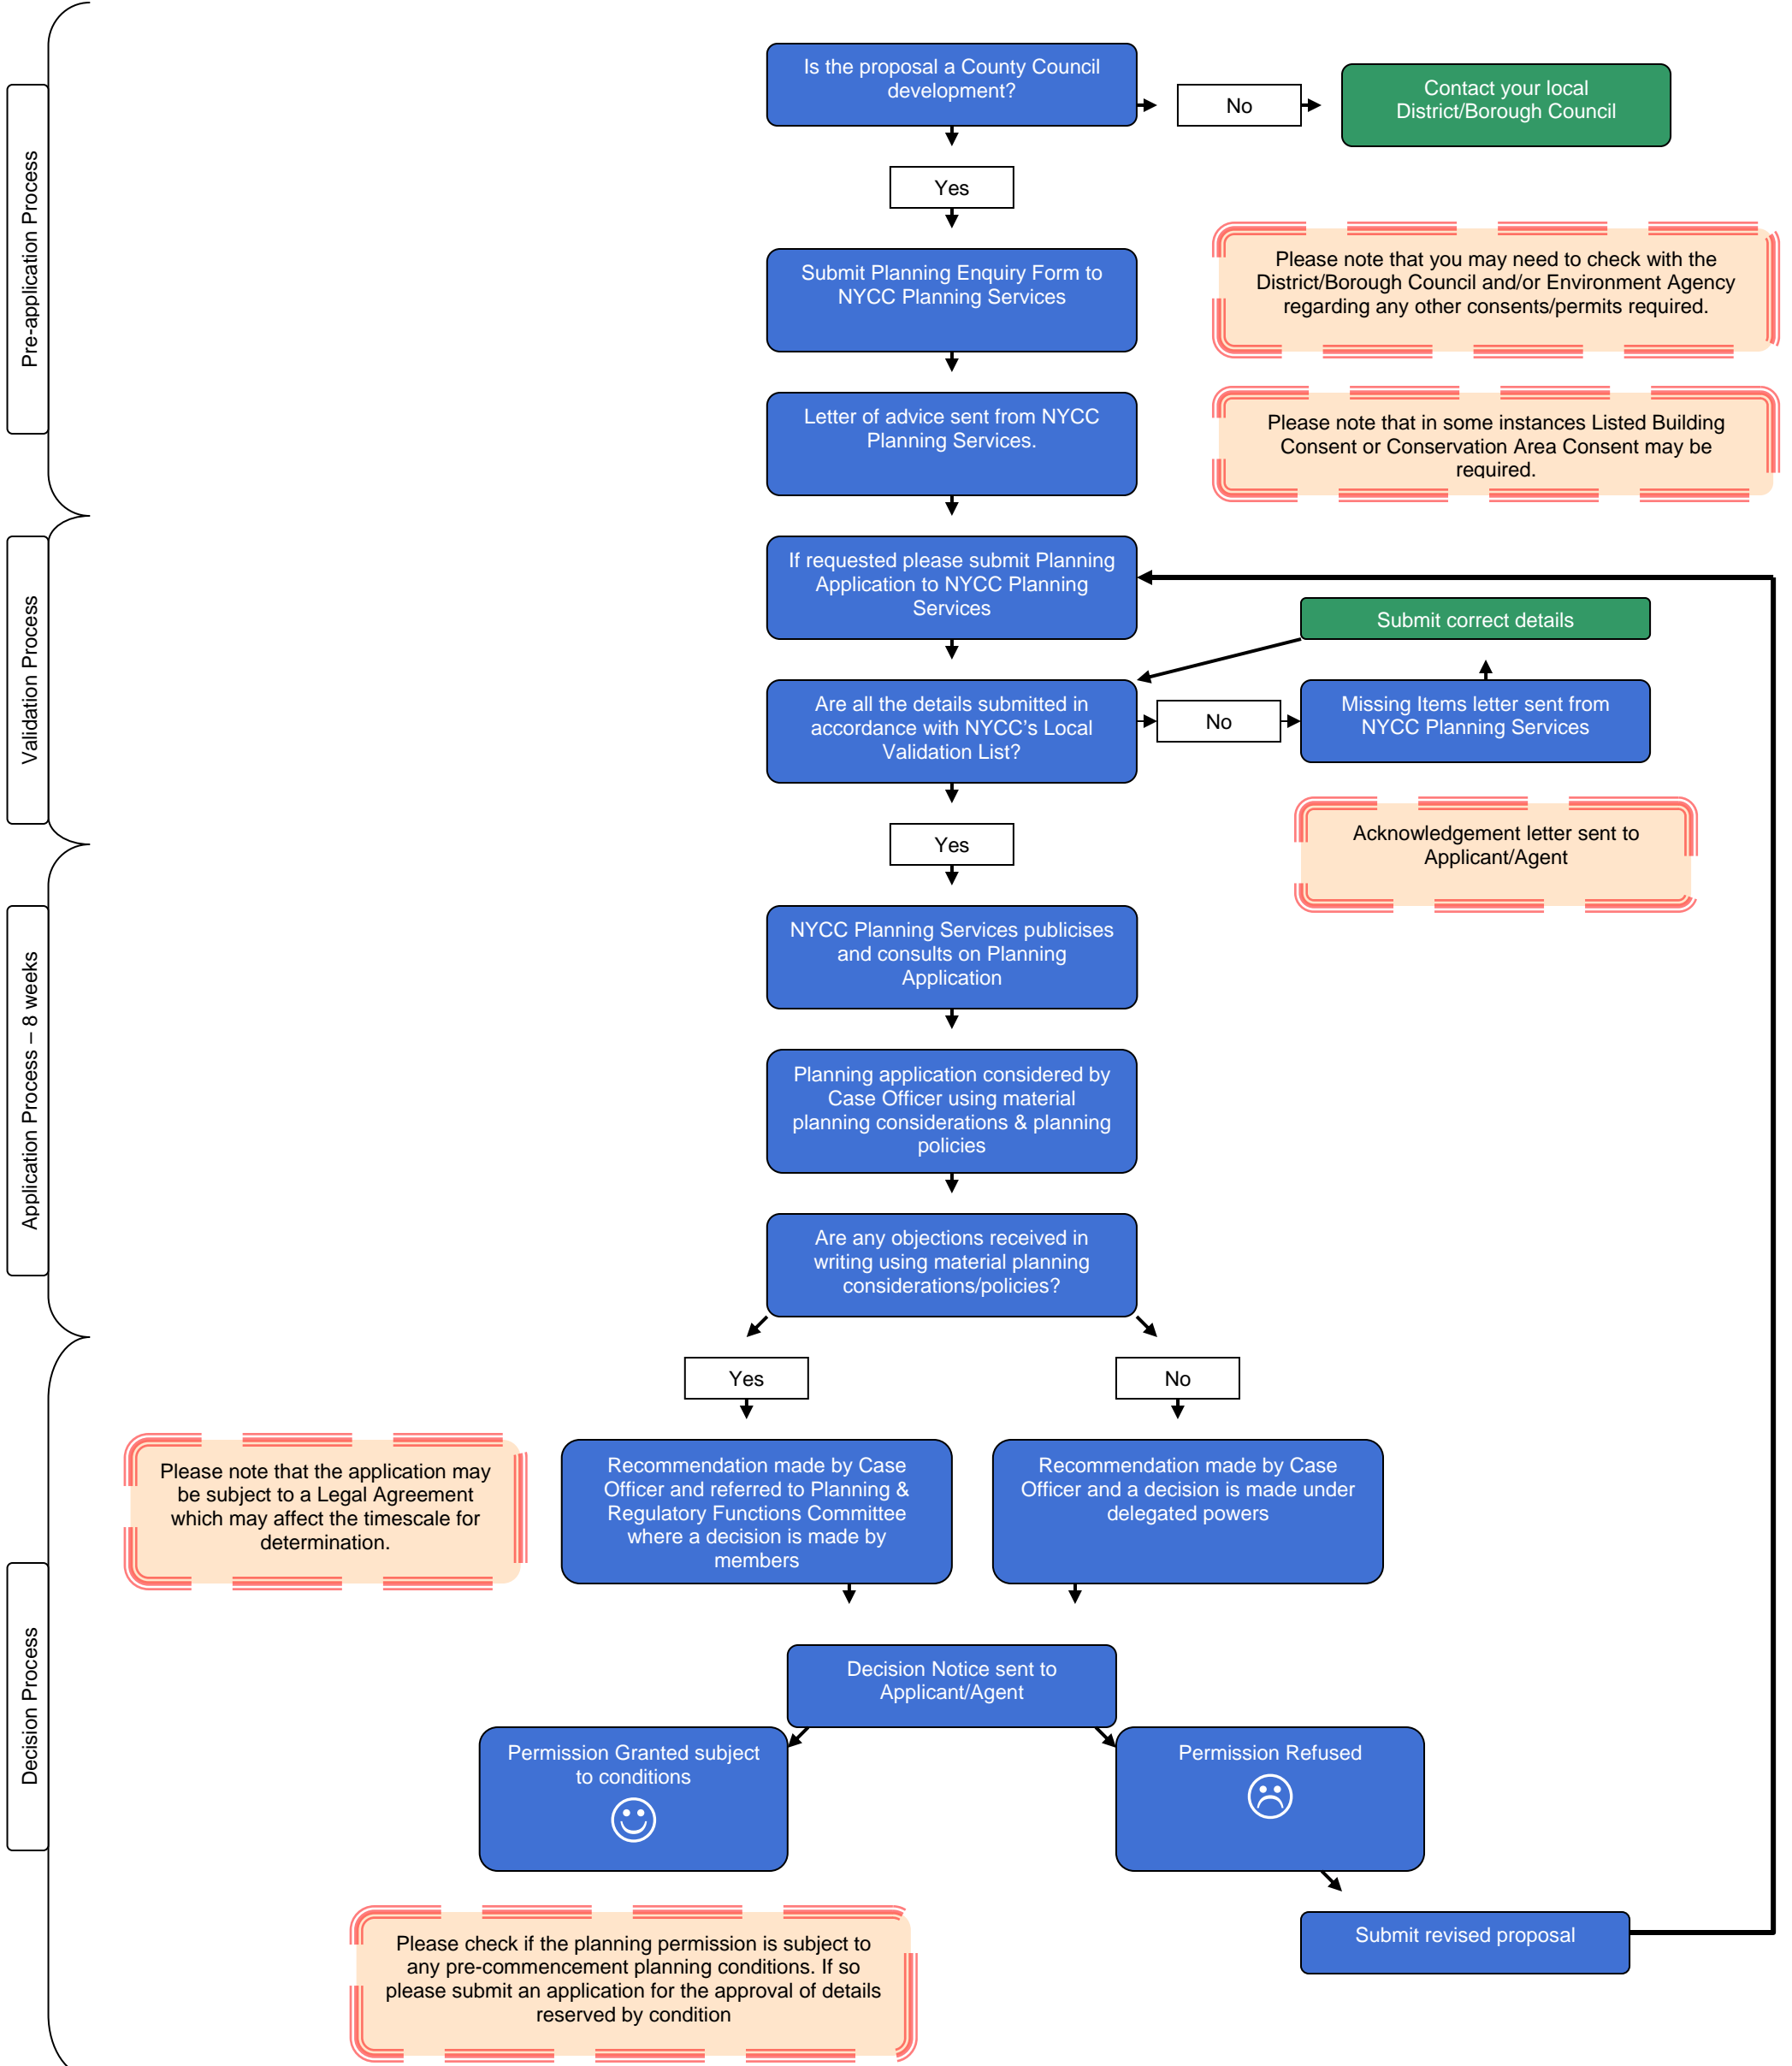 Pre-application Process
Is the proposal a County Council
development?
No
Contact your local
District/Borough Council
Yes
Submit Planning Enquiry Form to
NYCC Planning Services
Please note that you may need to check with the
District/Borough Council and/or Environment Agency
regarding any other consents/permits required.
Letter of advice sent from NYCC
Planning Services.
Please note that in some instances Listed Building
Consent or Conservation Area Consent may be
required.
Validation Process
If requested please submit Planning
Application to NYCC Planning
Services
Submit correct details
Are all the details submitted in
accordance with NYCC's Local
Validation List?
No
Missing Items letter sent from
NYCC Planning Services
Yes
Acknowledgement letter sent to
Applicant/Agent
Application Process – 8 weeks
NYCC Planning Services publicises
and consults on Planning
Application
Planning application considered by
Case Officer using material
planning considerations & planning
policies
Are any objections received in
writing using material planning
considerations/policies?
Yes
No
Decision Process
Please note that the application may
be subject to a Legal Agreement
which may affect the timescale for
determination.
Recommendation made by Case
Officer and referred to Planning &
Regulatory Functions Committee
where a decision is made by
members
Recommendation made by Case
Officer and a decision is made under
delegated powers
Decision Notice sent to
Applicant/Agent
Permission Granted subject
to conditions
Permission Refused
Submit revised proposal
Please check if the planning permission is subject to
any pre-commencement planning conditions. If so
please submit an application for the approval of details
reserved by condition